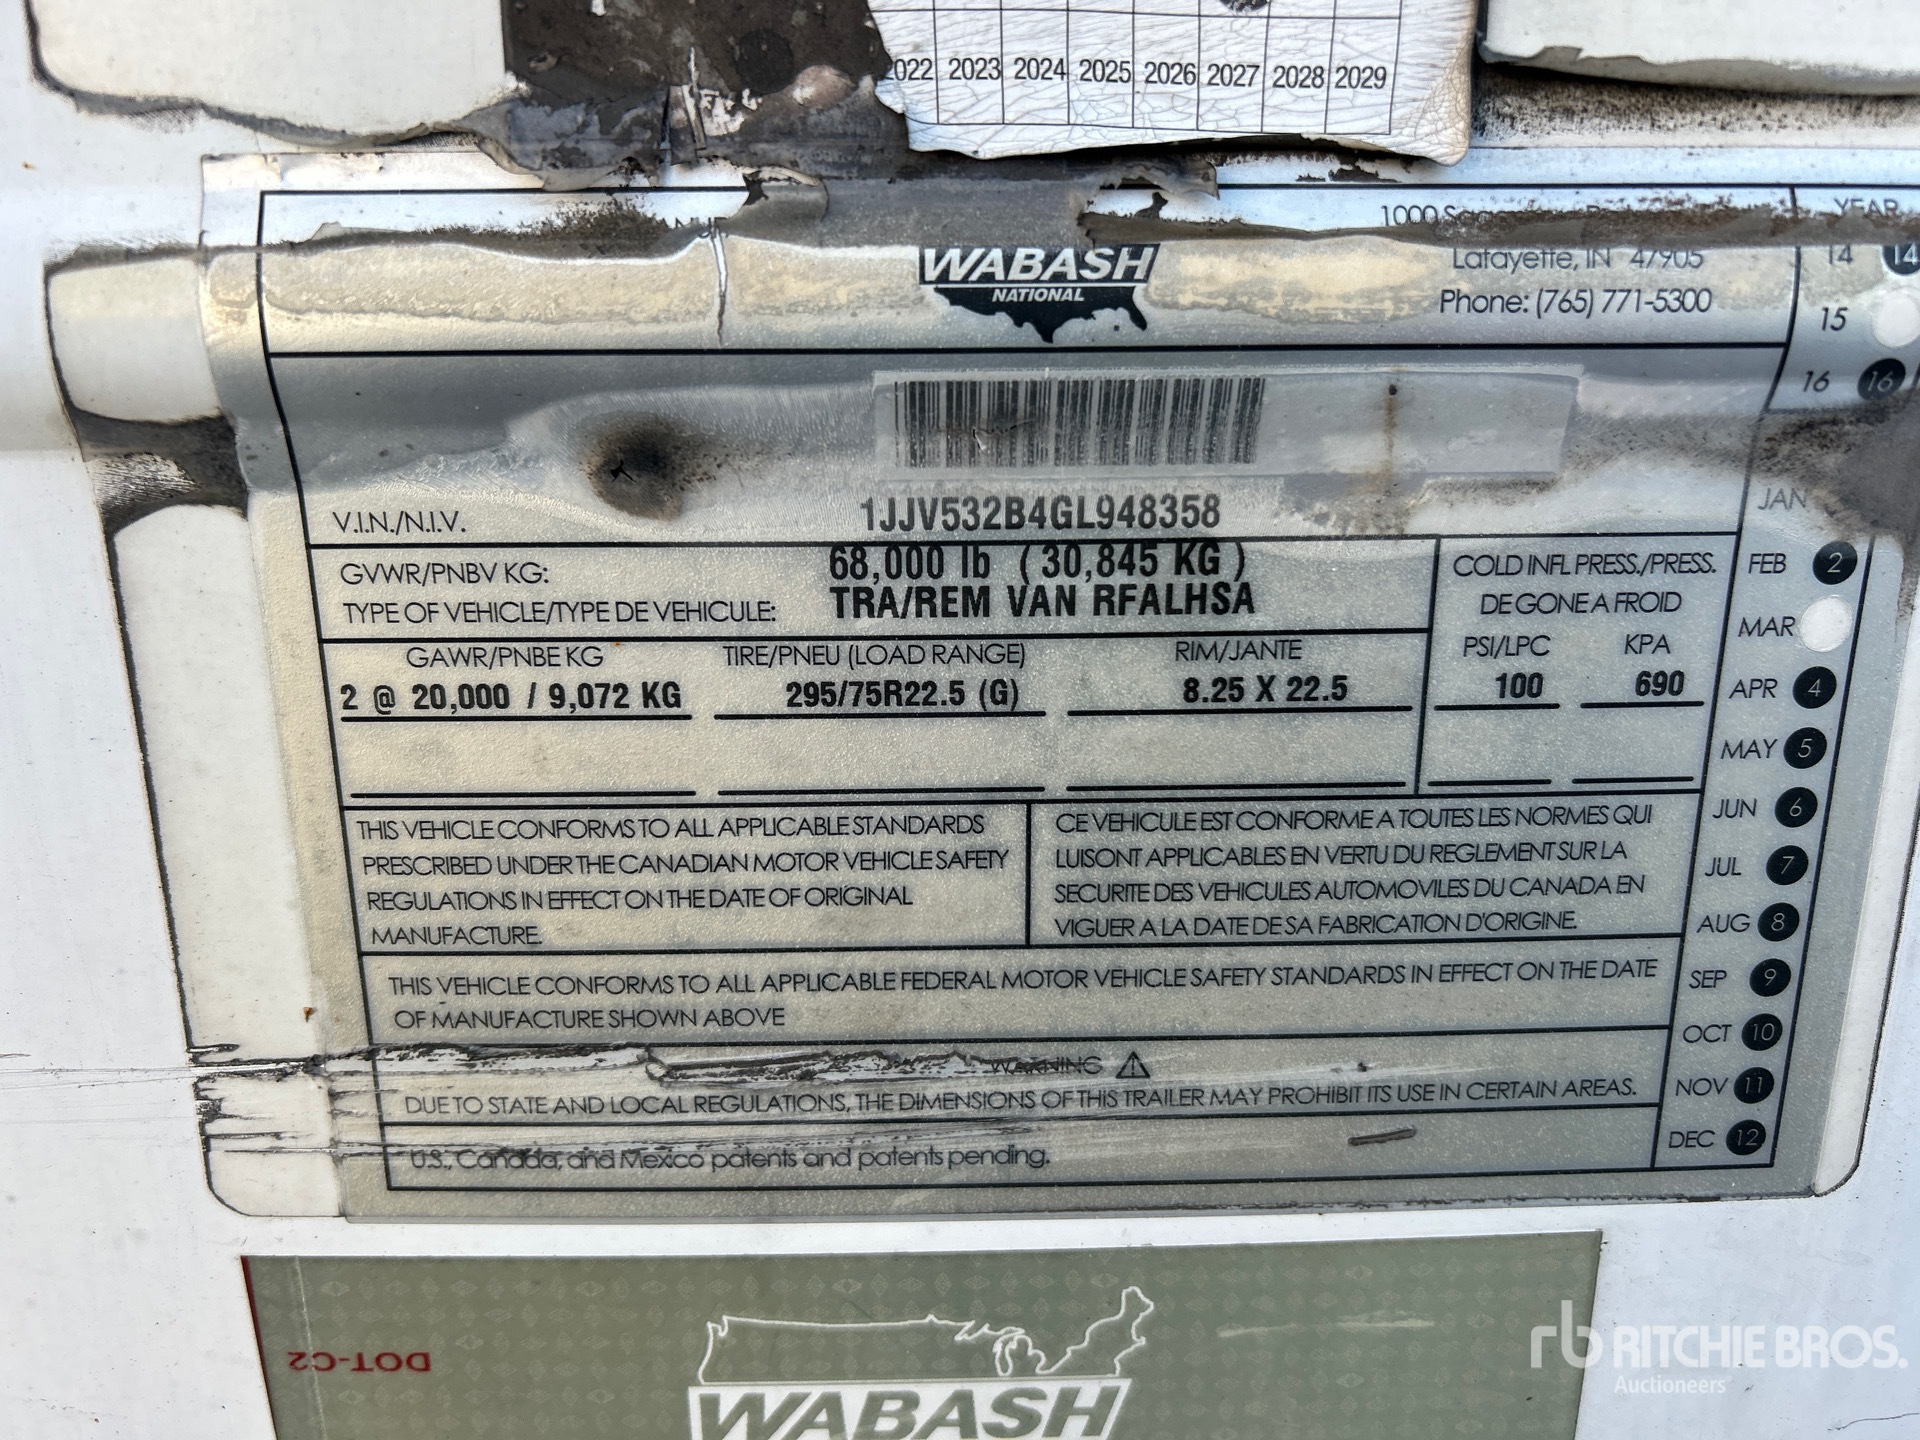 2022 2023 2024 2025 2026 2027 2028 2029
1000
YEAR
WABASH
NATIONAL
Lafayette, IN 47905
Phone: (765) 771-5300
14 14
15
16 16
V.I.N./N.I.V. 1JJV532B4GL948358
GVWR/PNBV KG: 68,000 lb ( 30,845 KG )
TYPE OF VEHICLE/TYPE DE VEHICULE: TRA/REM VAN RFALHSA
COLD INFL PRESS./PRESS.
DE GONE A FROID
PSI/LPC KPA
100 690
GAWR/PNBE KG TIRE/PNEU (LOAD RANGE) RIM/JANTE
2 @ 20,000 / 9,072 KG 295/75R22.5 (G) 8.25 X 22.5
JAN
FEB 2
MAR
APR 4
MAY 5
JUN 6
JUL 7
AUG 8
SEP 9
OCT 10
NOV 11
DEC 12
THIS VEHICLE CONFORMS TO ALL APPLICABLE STANDARDS
PRESCRIBED UNDER THE CANADIAN MOTOR VEHICLE SAFETY
REGULATIONS IN EFFECT ON THE DATE OF ORIGINAL
MANUFACTURE.
CE VEHICULE EST CONFORME A TOUTES LES NORMES QUI
LUISONT APPLICABLES EN VERTU DU REGLEMENT SUR LA
SECURITE DES VEHICULES AUTOMOVILES DU CANADA EN
VIGUER A LA DATE DE SA FABRICATION D'ORIGINE.
THIS VEHICLE CONFORMS TO ALL APPLICABLE FEDERAL MOTOR VEHICLE SAFETY STANDARDS IN EFFECT ON THE DATE
OF MANUFACTURE SHOWN ABOVE
WARNING
DUE TO STATE AND LOCAL REGULATIONS, THE DIMENSIONS OF THIS TRAILER MAY PROHIBIT ITS USE IN CERTAIN AREAS.
U.S., Canada, and Mexico patents and patents pending.
DOT-C2
WABASH
rb RITCHIE BROS.
Auctioneers